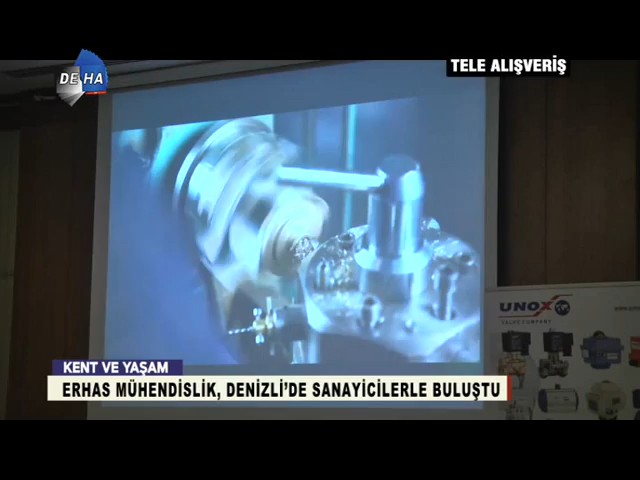 DEHA
TELE ALIŞVERİŞ
UNOX
VALVE COMPANY
KENT VE YAŞAM
ERHAS MÜHENDİSLİK, DENİZLİ'DE SANAYİCİLERLE BULUŞTU